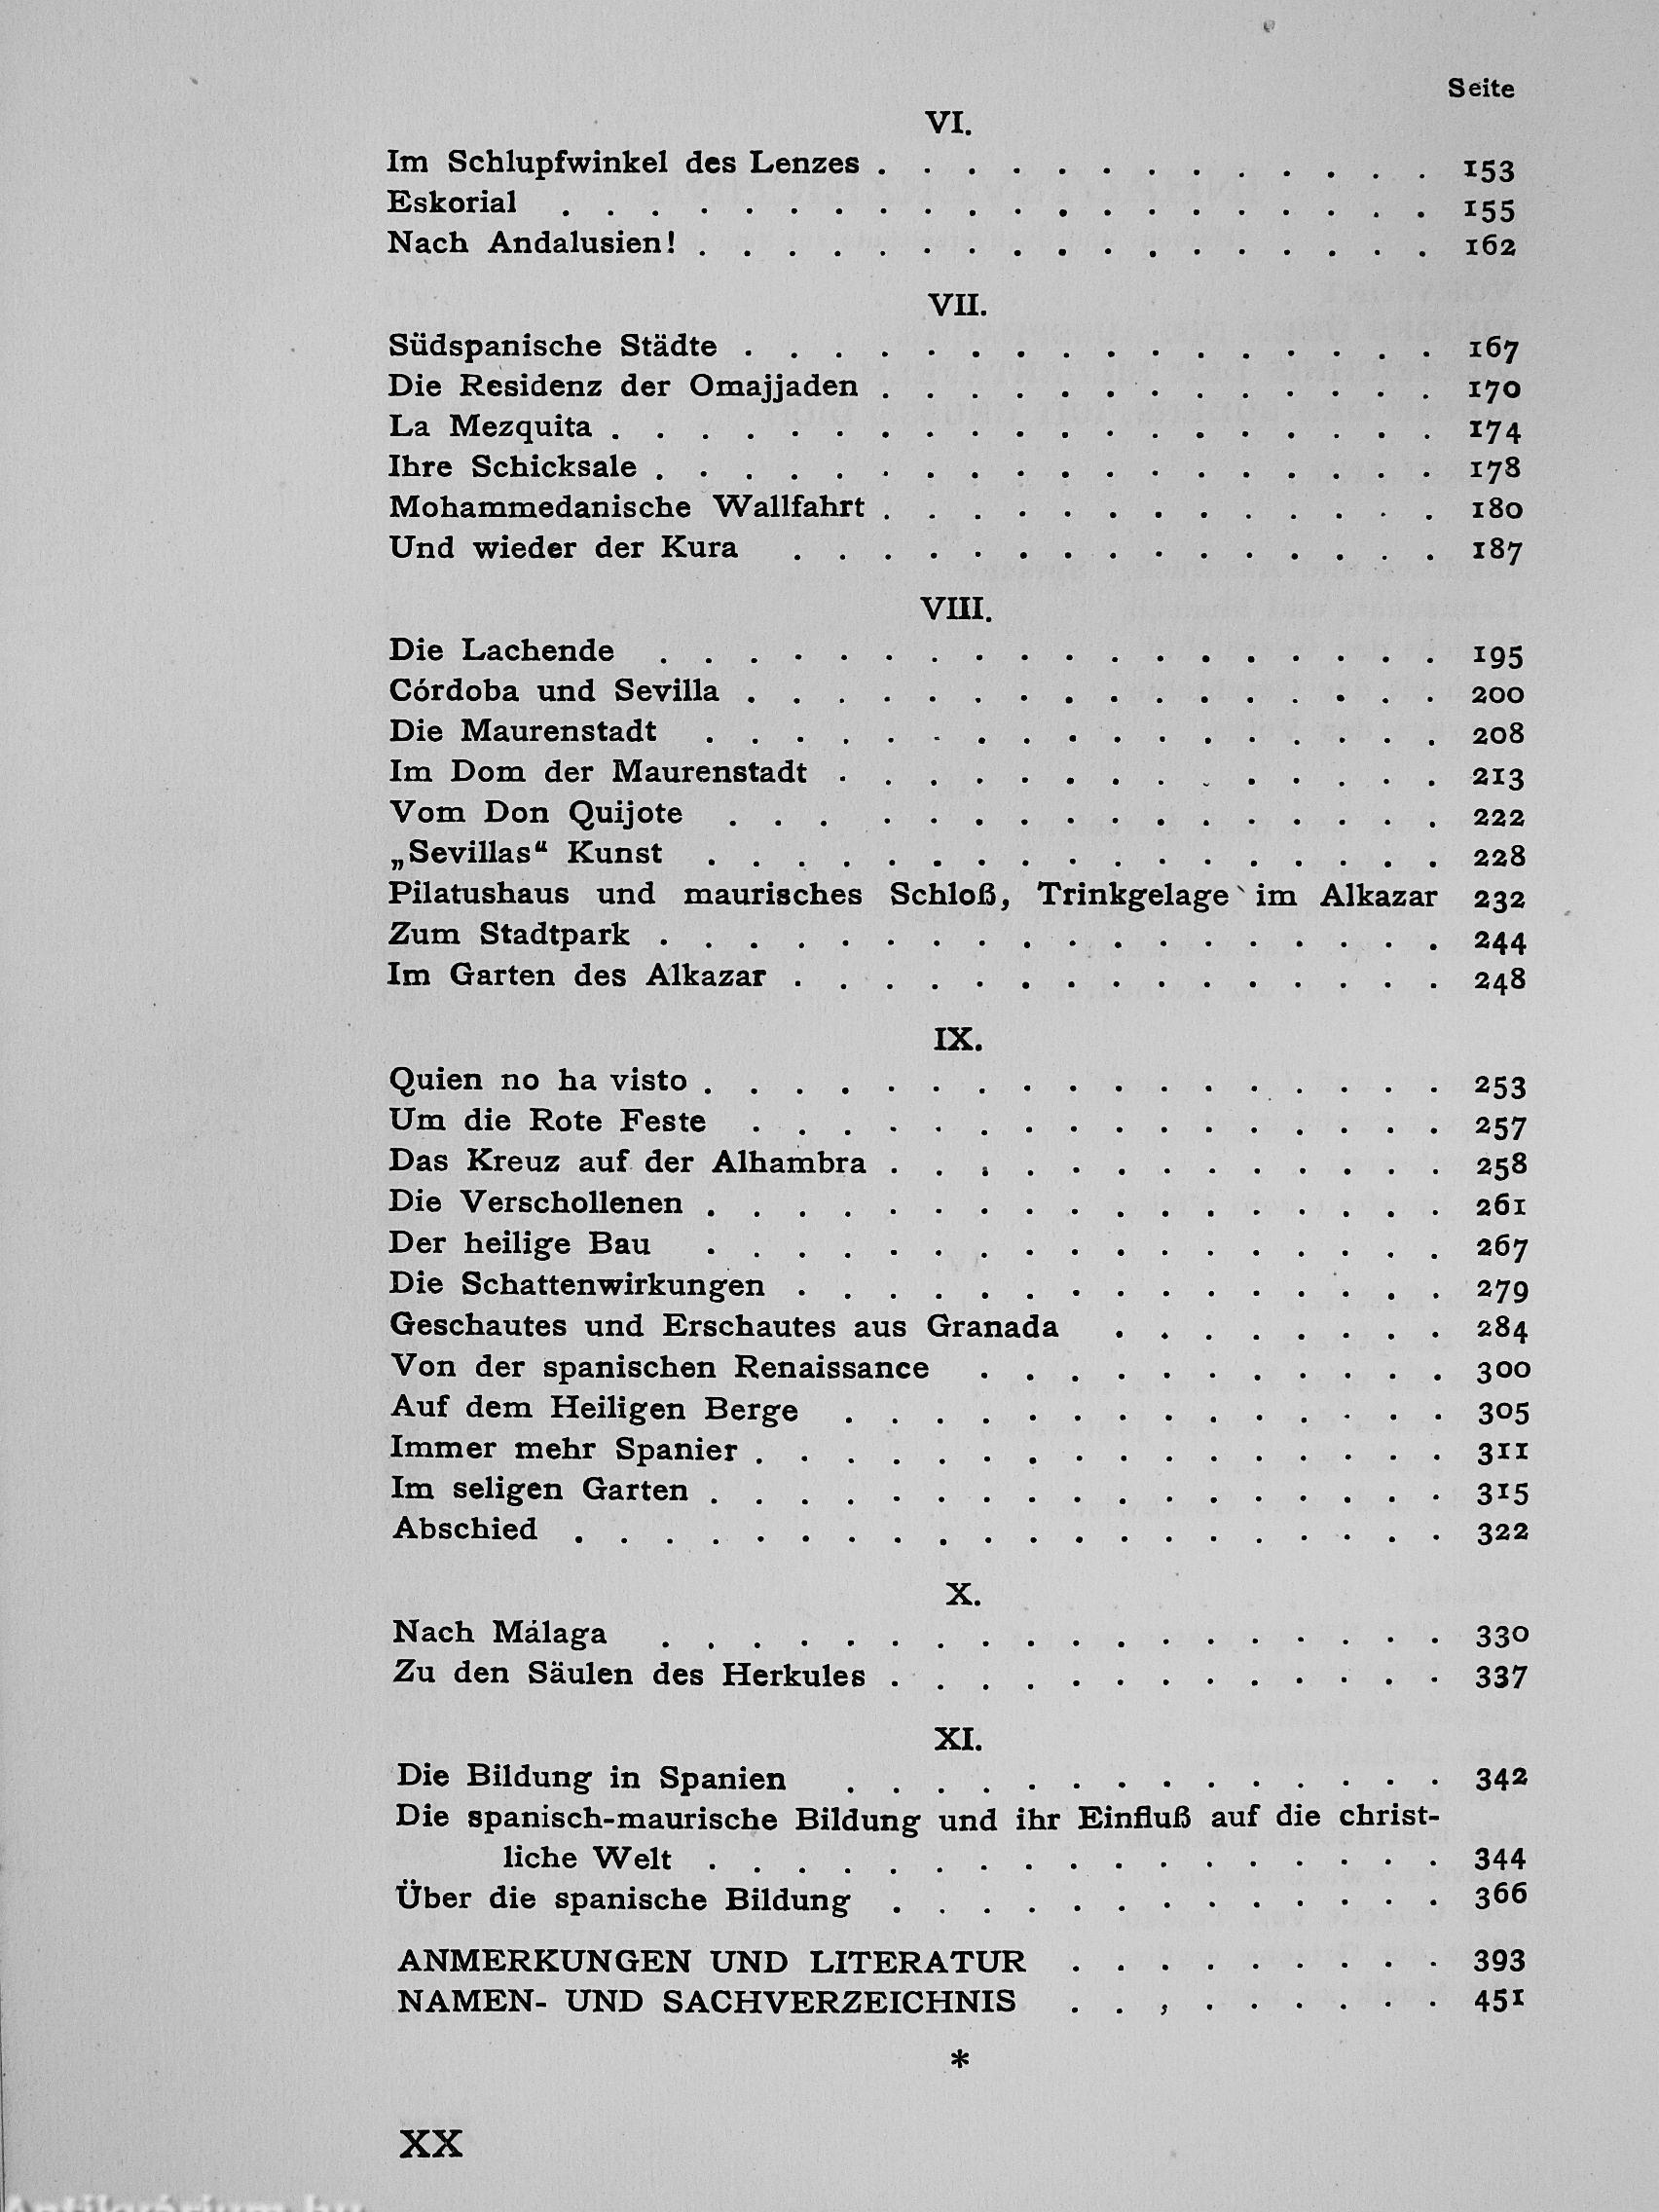 Seite
VI.
Im Schlupfwinkel des Lenzes . . . . . . . . . . . . . 153
Eskorial . . . . . . . . . . . . . . . . . . . . 155
Nach Andalusien! . . . . . . . . . . . . . . . . . 162
VII.
Südspanische Städte . . . . . . . . . . . . . . . . 167
Die Residenz der Omajjaden . . . . . . . . . . . . . 170
La Mezquita . . . . . . . . . . . . . . . . . . . 174
Ihre Schicksale . . . . . . . . . . . . . . . . . . 178
Mohammedanische Wallfahrt . . . . . . . . . . . . . 180
Und wieder der Kura . . . . . . . . . . . . . . . 187
VIII.
Die Lachende . . . . . . . . . . . . . . . . . . 195
Córdoba und Sevilla . . . . . . . . . . . . . . . . 200
Die Maurenstadt . . . . . . . . . . . . . . . . . 208
Im Dom der Maurenstadt . . . . . . . . . . . . . . 213
Vom Don Quijote . . . . . . . . . . . . . . . . 222
„Sevillas“ Kunst . . . . . . . . . . . . . . . . . 228
Pilatushaus und maurisches Schloß, Trinkgelage im Alkazar 232
Zum Stadtpark . . . . . . . . . . . . . . . . . . 244
Im Garten des Alkazar . . . . . . . . . . . . . . . 248
IX.
Quien no ha visto . . . . . . . . . . . . . . . . . 253
Um die Rote Feste . . . . . . . . . . . . . . . . 257
Das Kreuz auf der Alhambra . . . . . . . . . . . . . 258
Die Verschollenen . . . . . . . . . . . . . . . . . 261
Der heilige Bau . . . . . . . . . . . . . . . . . 267
Die Schattenwirkungen . . . . . . . . . . . . . . . 279
Geschautes und Erschautes aus Granada . . . . . . . . 284
Von der spanischen Renaissance . . . . . . . . . . . 300
Auf dem Heiligen Berge . . . . . . . . . . . . . . 305
Immer mehr Spanier . . . . . . . . . . . . . . . . 311
Im seligen Garten . . . . . . . . . . . . . . . . . 315
Abschied . . . . . . . . . . . . . . . . . . . . 322
X.
Nach Málaga . . . . . . . . . . . . . . . . . . 330
Zu den Säulen des Herkules . . . . . . . . . . . . . 337
XI.
Die Bildung in Spanien . . . . . . . . . . . . . . 342
Die spanisch-maurische Bildung und ihr Einfluß auf die christ-
liche Welt . . . . . . . . . . . . . . . . . 344
Über die spanische Bildung . . . . . . . . . . . . . 366
ANMERKUNGEN UND LITERATUR . . . . . . . . . 393
NAMEN- UND SACHVERZEICHNIS . . . . . . . . . 451
*
XX